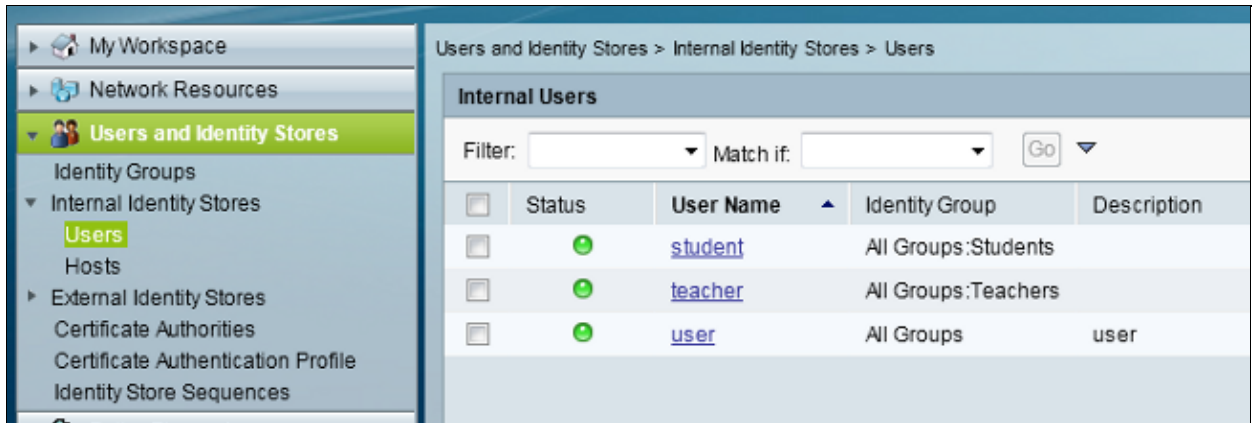 My Workspace
Network Resources
Users and Identity Stores
Identity Groups
Internal Identity Stores
Users
Hosts
External Identity Stores
Certificate Authorities
Certificate Authentication Profile
Identity Store Sequences
Users and Identity Stores > Internal Identity Stores > Users
Internal Users
Filter: Match if: Go
Status User Name Identity Group Description
student All Groups:Students
teacher All Groups:Teachers
user All Groups user